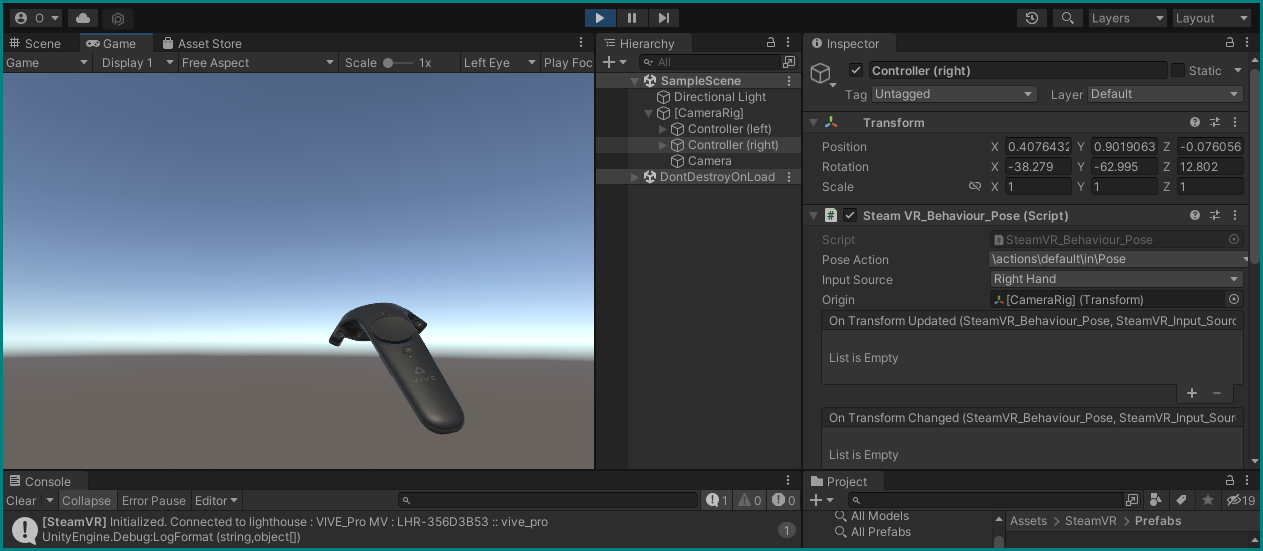 O Layers Layout
Scene Game Asset Store
Game Display 1 Free Aspect Scale 1x Left Eye Play Foc
VIVE
Hierarchy
All
SampleScene
Directional Light
[CameraRig]
Controller (left)
Controller (right)
Camera
DontDestroyOnLoad
Inspector
Controller (right) Static
Tag Untagged Layer Default
Transform
Position X 0.4076432 Y 0.9019063 Z -0.076056
Rotation X -38.279 Y -62.995 Z 12.802
Scale X 1 Y 1 Z 1
# Steam VR_Behaviour_Pose (Script)
Script SteamVR_Behaviour_Pose
Pose Action \actions\default\in\Pose
Input Source Right Hand
Origin [CameraRig] (Transform)
On Transform Updated (SteamVR_Behaviour_Pose, SteamVR_Input_Sourc
List is Empty
On Transform Changed (SteamVR_Behaviour_Pose, SteamVR_Input_Sour
List is Empty
Console
Clear Collapse Error Pause Editor 1 0 0
[SteamVR] Initialized. Connected to lighthouse : VIVE_Pro MV : LHR-356D3B53 :: vive_pro
UnityEngine.Debug:LogFormat (string,object[])
1
Project
19
All Models
All Prefabs
Assets > SteamVR > Prefabs